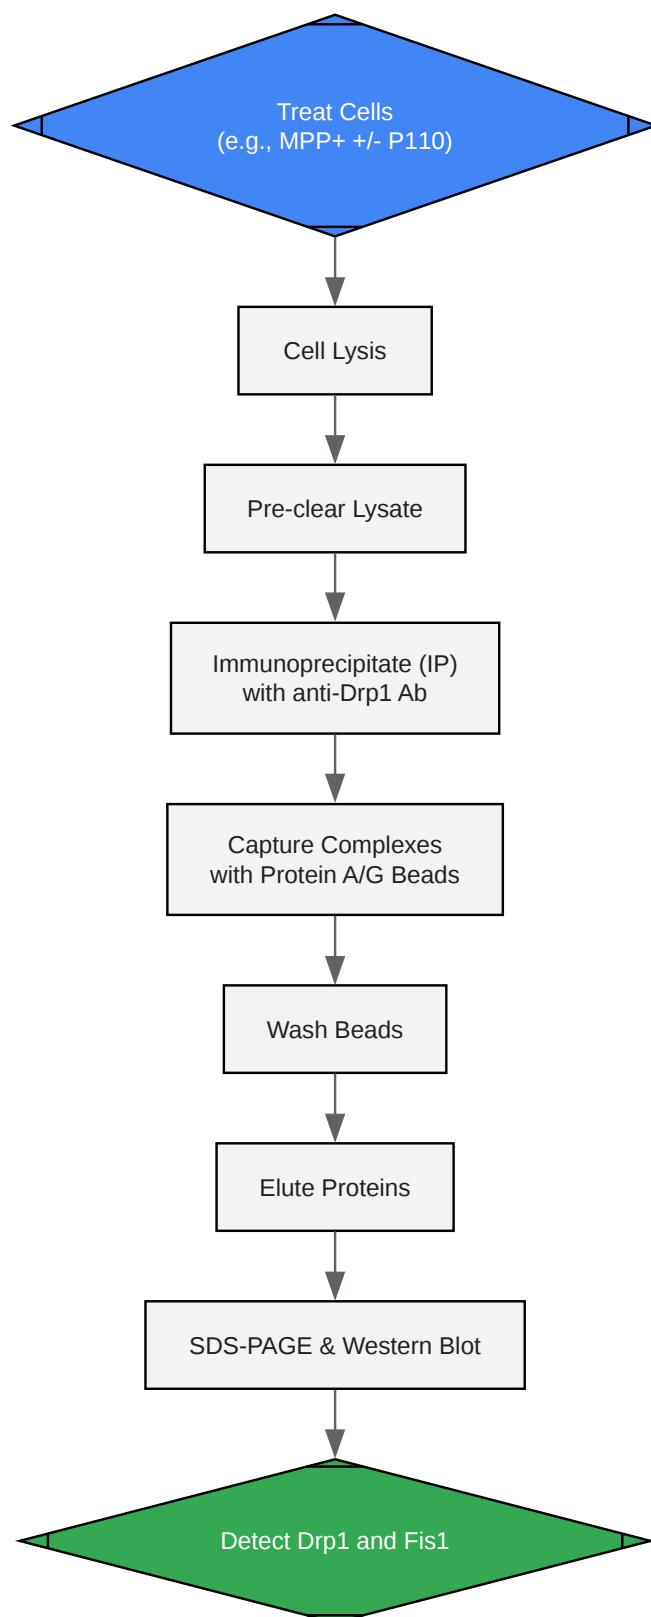 Treat Cells
(e.g., MPP+ +/- P110)
Cell Lysis
Pre-clear Lysate
Immunoprecipitate (IP)
with anti-Drp1 Ab
Capture Complexes
with Protein A/G Beads
Wash Beads
Elute Proteins
SDS-PAGE & Western Blot
Detect Drp1 and Fis1